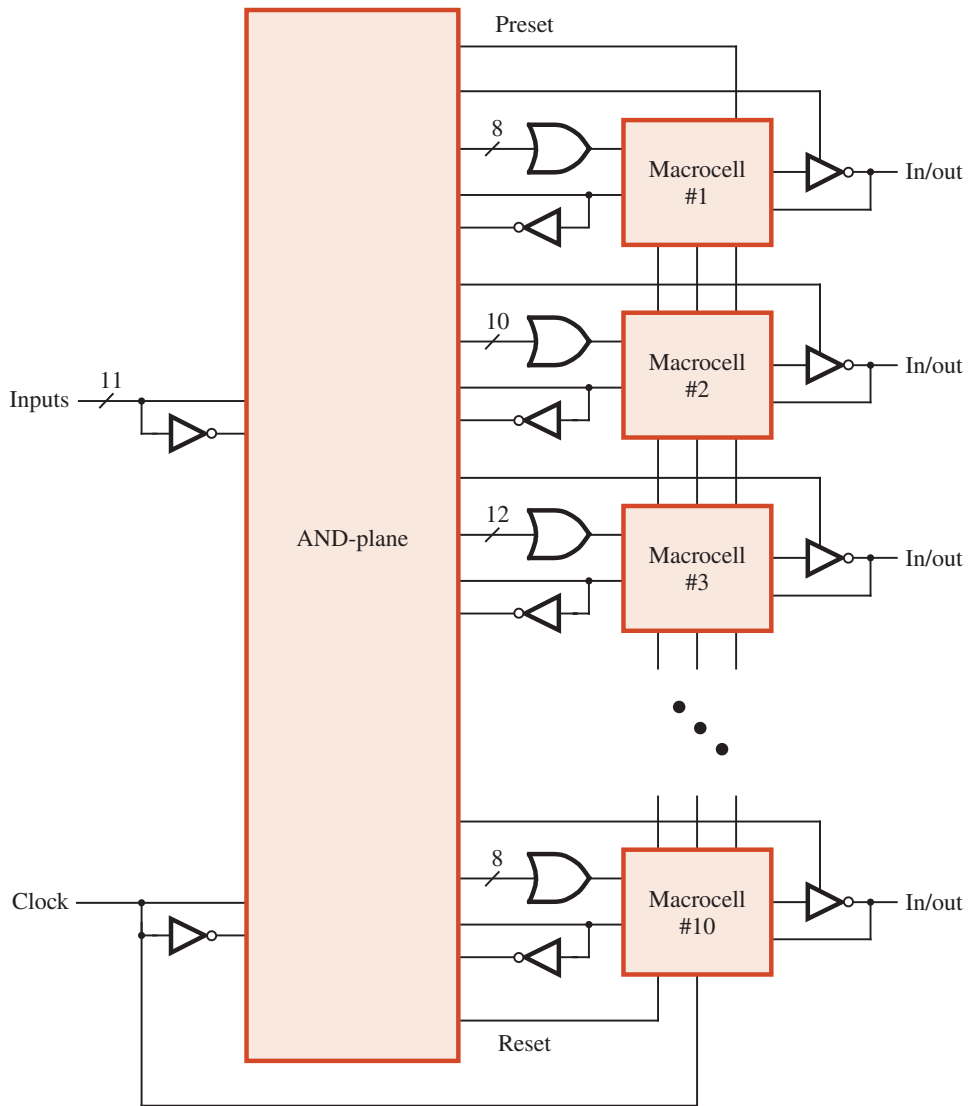 Preset
8
Macrocell
#1
In/out
10
Macrocell
#2
In/out
11
Inputs
12
AND-plane
Macrocell
#3
In/out
8
Clock
Macrocell
#10
In/out
Reset